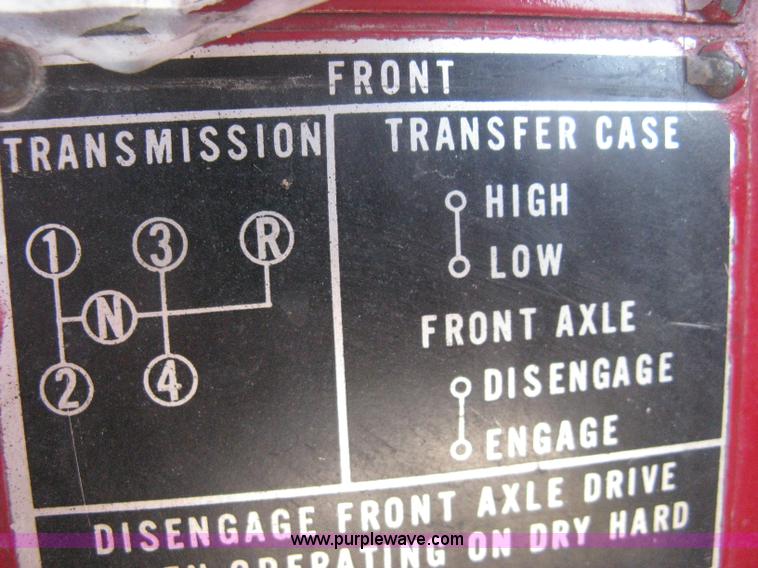 FRONT
TRANSMISSION
1 3 R
N
2 4
TRANSFER CASE
HIGH
LOW
FRONT AXLE
DISENGAGE
ENGAGE
DISENGAGE FRONT AXLE DRIVE
OPERATING ON DRY HARD
www.purplewave.com